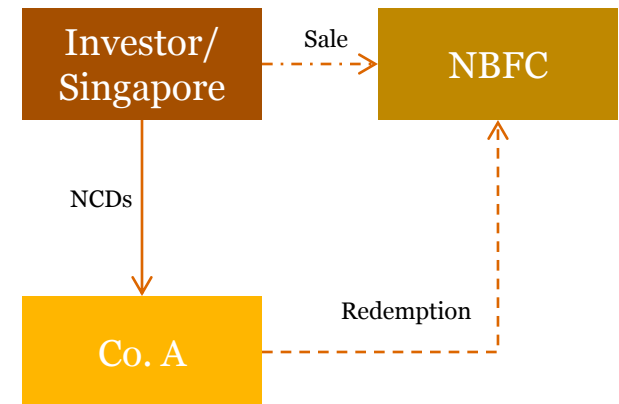 Investor/
Singapore
Sale
NBFC
NCDs
Redemption
Co. A